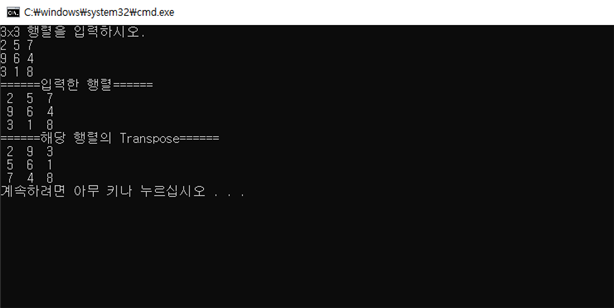 C:\windows\system32\cmd.exe
3x3 행렬을 입력하시오.
2 5 7
9 6 4
3 1 8
======입력한 행렬======
2 5 7
9 6 4
3 1 8
======해당 행렬의 Transpose======
2 9 3
5 6 1
7 4 8
계속하려면 아무 키나 누르십시오 . . .